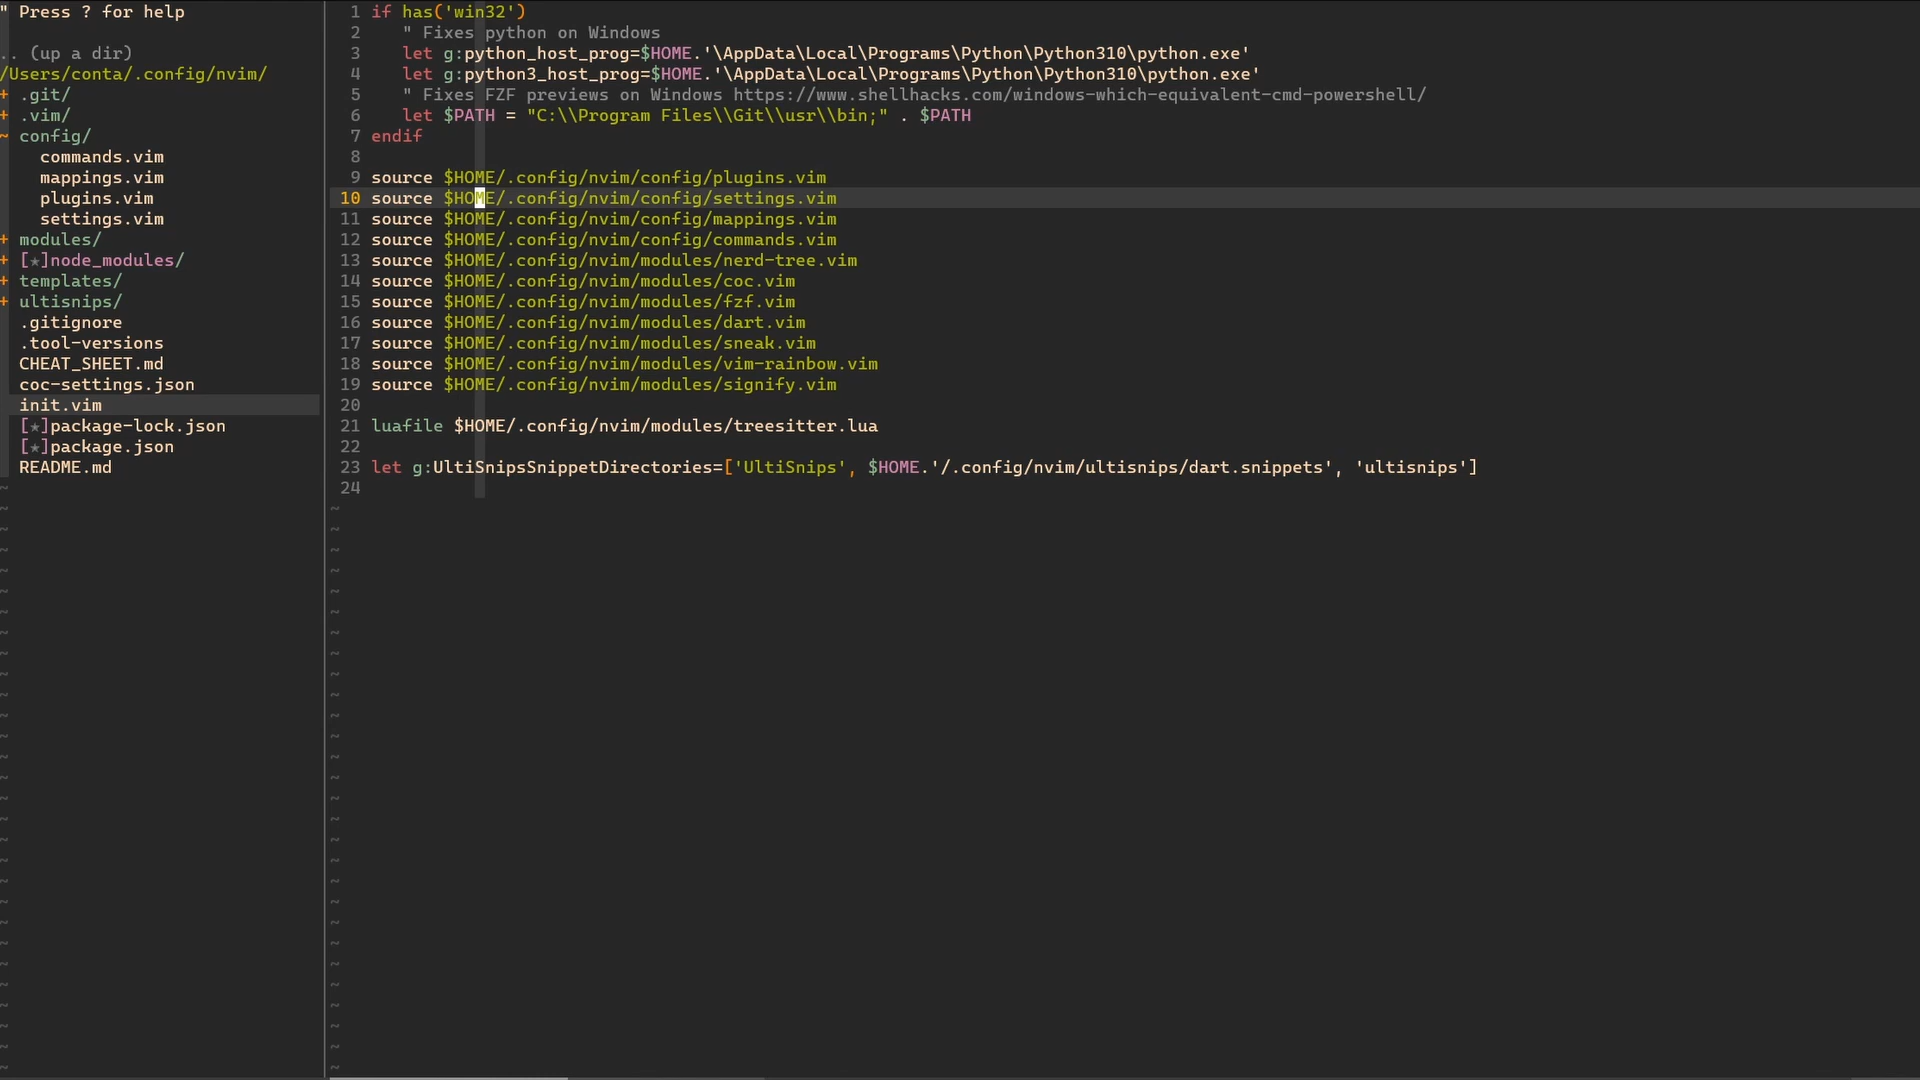 " Press ? for help
.. (up a dir)
/Users/conta/.config/nvim/
+ .git/
+ .vim/
~ config/
commands.vim
mappings.vim
plugins.vim
settings.vim
+ modules/
+ [★]node_modules/
+ templates/
+ ultisnips/
.gitignore
.tool-versions
CHEAT_SHEET.md
coc-settings.json
init.vim
[★]package-lock.json
[★]package.json
README.md
1 if has('win32')
2 " Fixes python on Windows
3 let g:python_host_prog=$HOME.'\AppData\Local\Programs\Python\Python310\python.exe'
4 let g:python3_host_prog=$HOME.'\AppData\Local\Programs\Python\Python310\python.exe'
5 " Fixes FZF previews on Windows https://www.shellhacks.com/windows-which-equivalent-cmd-powershell/
6 let $PATH = "C:\\Program Files\\Git\\usr\\bin;" . $PATH
7 endif
8
9 source $HOME/.config/nvim/config/plugins.vim
10 source $HOME/.config/nvim/config/settings.vim
11 source $HOME/.config/nvim/config/mappings.vim
12 source $HOME/.config/nvim/config/commands.vim
13 source $HOME/.config/nvim/modules/nerd-tree.vim
14 source $HOME/.config/nvim/modules/coc.vim
15 source $HOME/.config/nvim/modules/fzf.vim
16 source $HOME/.config/nvim/modules/dart.vim
17 source $HOME/.config/nvim/modules/sneak.vim
18 source $HOME/.config/nvim/modules/vim-rainbow.vim
19 source $HOME/.config/nvim/modules/signify.vim
20
21 luafile $HOME/.config/nvim/modules/treesitter.lua
22
23 let g:UltiSnipsSnippetDirectories=['UltiSnips', $HOME.'/.config/nvim/ultisnips/dart.snippets', 'ultisnips']
24